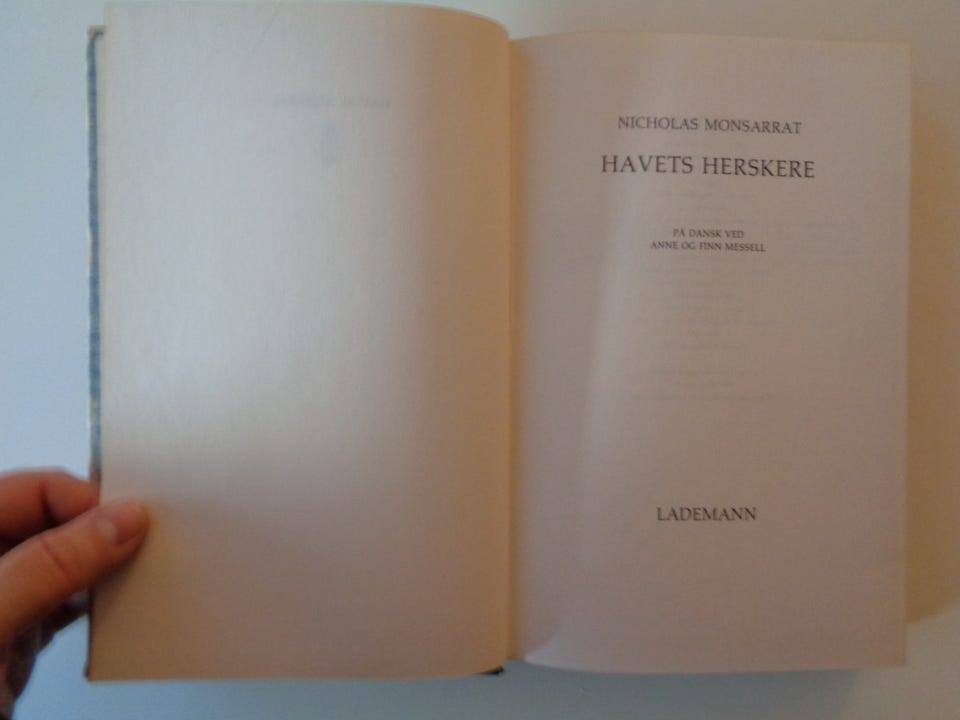 NICHOLAS MONSARRAT
HAVETS HERSKERE
PÅ DANSK VED
ANNE OG FINN MESSELL
LADEMANN